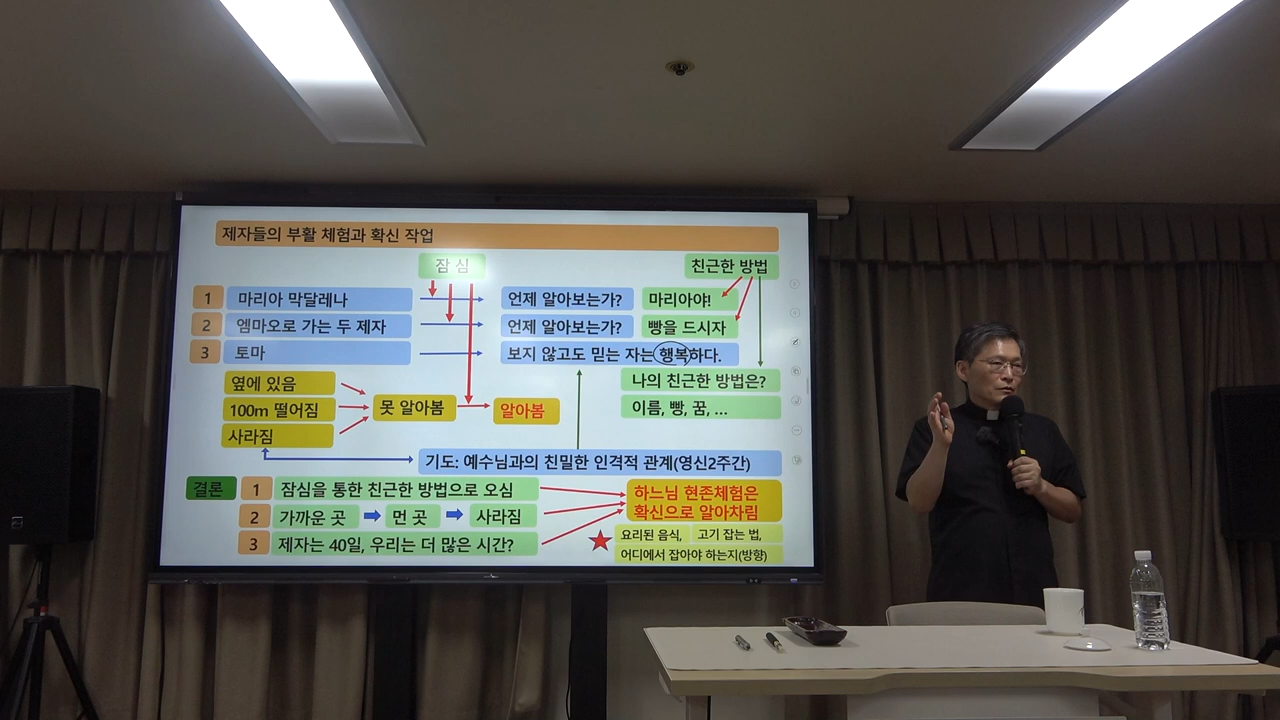 제자들의 부활 체험과 확신 작업
잠 심
친근한 방법
1 마리아 막달레나 언제 알아보는가? 마리아야!
2 엠마오로 가는 두 제자 언제 알아보는가? 빵을 드시자
3 토마 보지 않고도 믿는 자는 행복하다.
옆에 있음
100m 떨어짐
사라짐
못 알아봄
알아봄
나의 친근한 방법은?
이름, 빵, 꿈, ...
기도: 예수님과의 친밀한 인격적 관계(영신2주간)
결론
1 잠심을 통한 친근한 방법으로 오심
2 가까운 곳 먼 곳 사라짐
3 제자는 40일, 우리는 더 많은 시간?
하느님 현존체험은
확신으로 알아차림
요리된 음식, 고기 잡는 법,
어디에서 잡아야 하는지(방향)